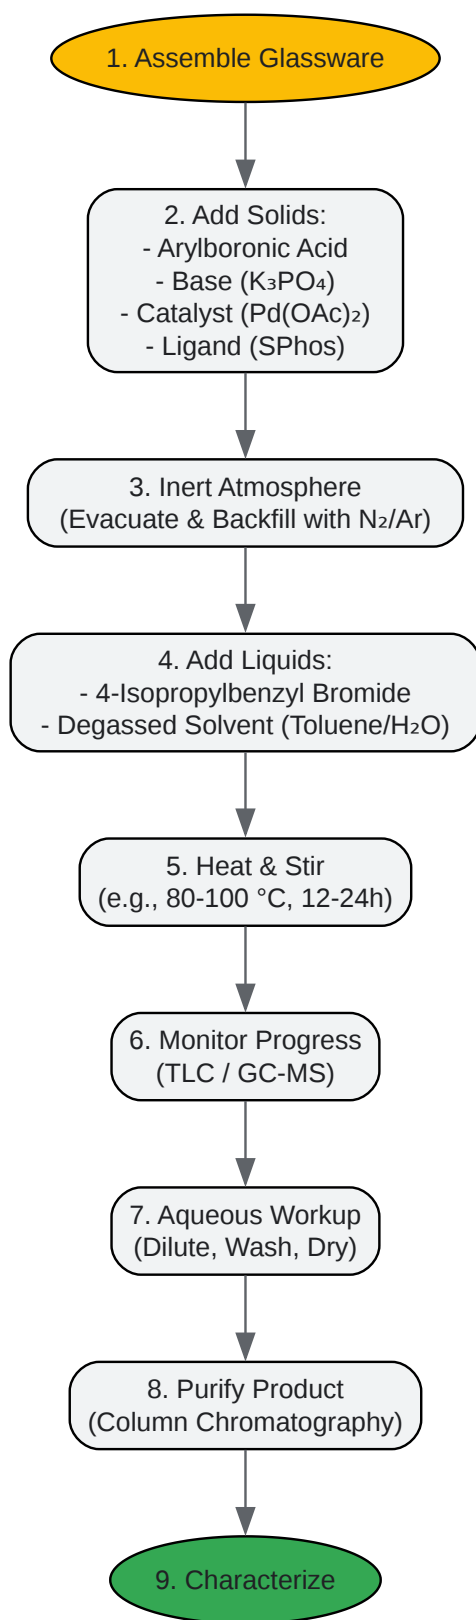 1. Assemble Glassware
2. Add Solids:
- Arylboronic Acid
- Base (K₃PO₄)
- Catalyst (Pd(OAc)₂)
- Ligand (SPhos)
3. Inert Atmosphere
(Evacuate & Backfill with N₂/Ar)
4. Add Liquids:
- 4-Isopropylbenzyl Bromide
- Degassed Solvent (Toluene/H₂O)
5. Heat & Stir
(e.g., 80-100 °C, 12-24h)
6. Monitor Progress
(TLC / GC-MS)
7. Aqueous Workup
(Dilute, Wash, Dry)
8. Purify Product
(Column Chromatography)
9. Characterize